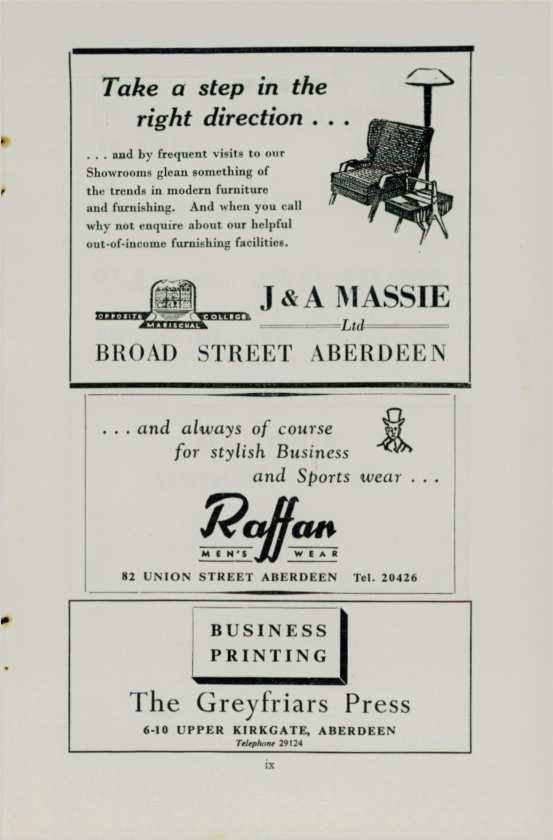 Take a step in the
right direction . . .
. . . and by frequent visits to our
Showrooms glean something of
the trends in modern furniture
and furnishing. And when you call
why not enquire about our helpful
out-of-income furnishing facilities.
OPPOSITE COLLEGE
MARISCHAL
J & A MASSIE
Ltd
BROAD STREET ABERDEEN
. . . and always of course
for stylish Business
and Sports wear . . .
Raffan
MEN'S WEAR
82 UNION STREET ABERDEEN Tel. 20426
BUSINESS
PRINTING
The Greyfriars Press
6-10 UPPER KIRKGATE, ABERDEEN
Telephone 29124
ix